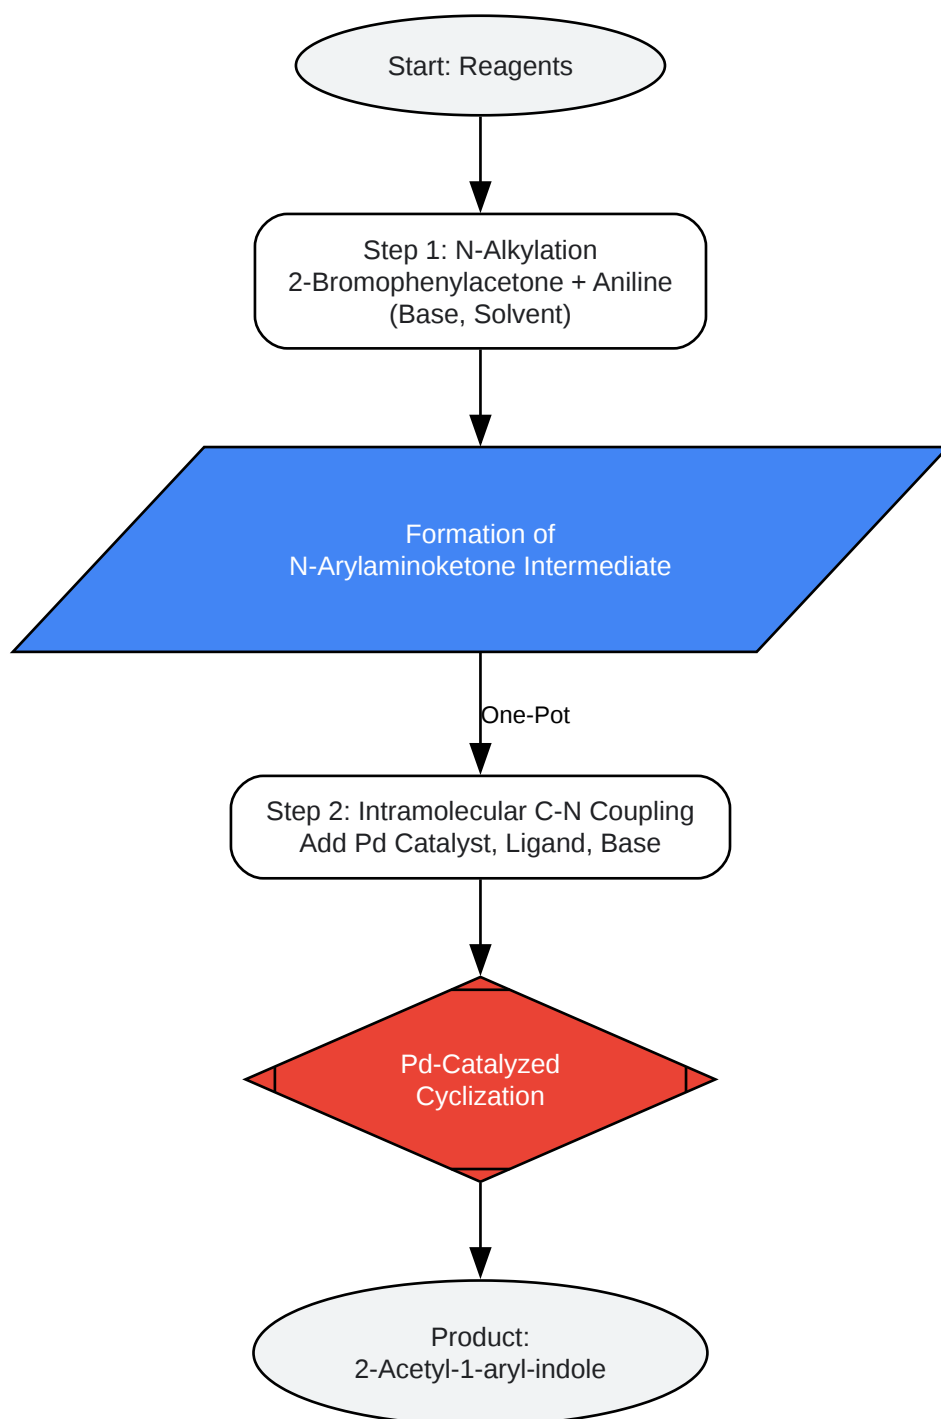 Start: Reagents
Step 1: N-Alkylation
2-Bromophenylacetone + Aniline
(Base, Solvent)
Formation of
N-Arylaminoketone Intermediate
One-Pot
Step 2: Intramolecular C-N Coupling
Add Pd Catalyst, Ligand, Base
Pd-Catalyzed
Cyclization
Product:
2-Acetyl-1-aryl-indole